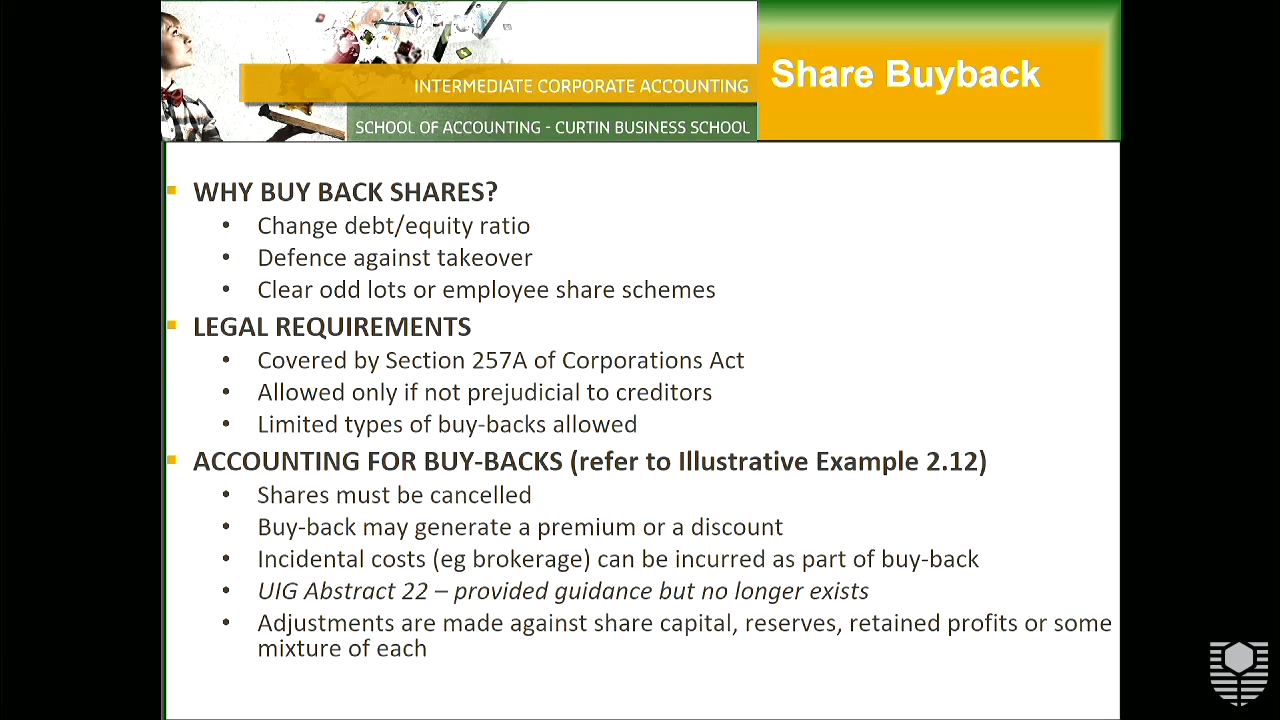 INTERMEDIATE CORPORATE ACCOUNTING
SCHOOL OF ACCOUNTING - CURTIN BUSINESS SCHOOL
Share Buyback
WHY BUY BACK SHARES?
• Change debt/equity ratio
• Defence against takeover
• Clear odd lots or employee share schemes
LEGAL REQUIREMENTS
• Covered by Section 257A of Corporations Act
• Allowed only if not prejudicial to creditors
• Limited types of buy-backs allowed
ACCOUNTING FOR BUY-BACKS (refer to Illustrative Example 2.12)
• Shares must be cancelled
• Buy-back may generate a premium or a discount
• Incidental costs (eg brokerage) can be incurred as part of buy-back
• UIG Abstract 22 – provided guidance but no longer exists
• Adjustments are made against share capital, reserves, retained profits or some
mixture of each